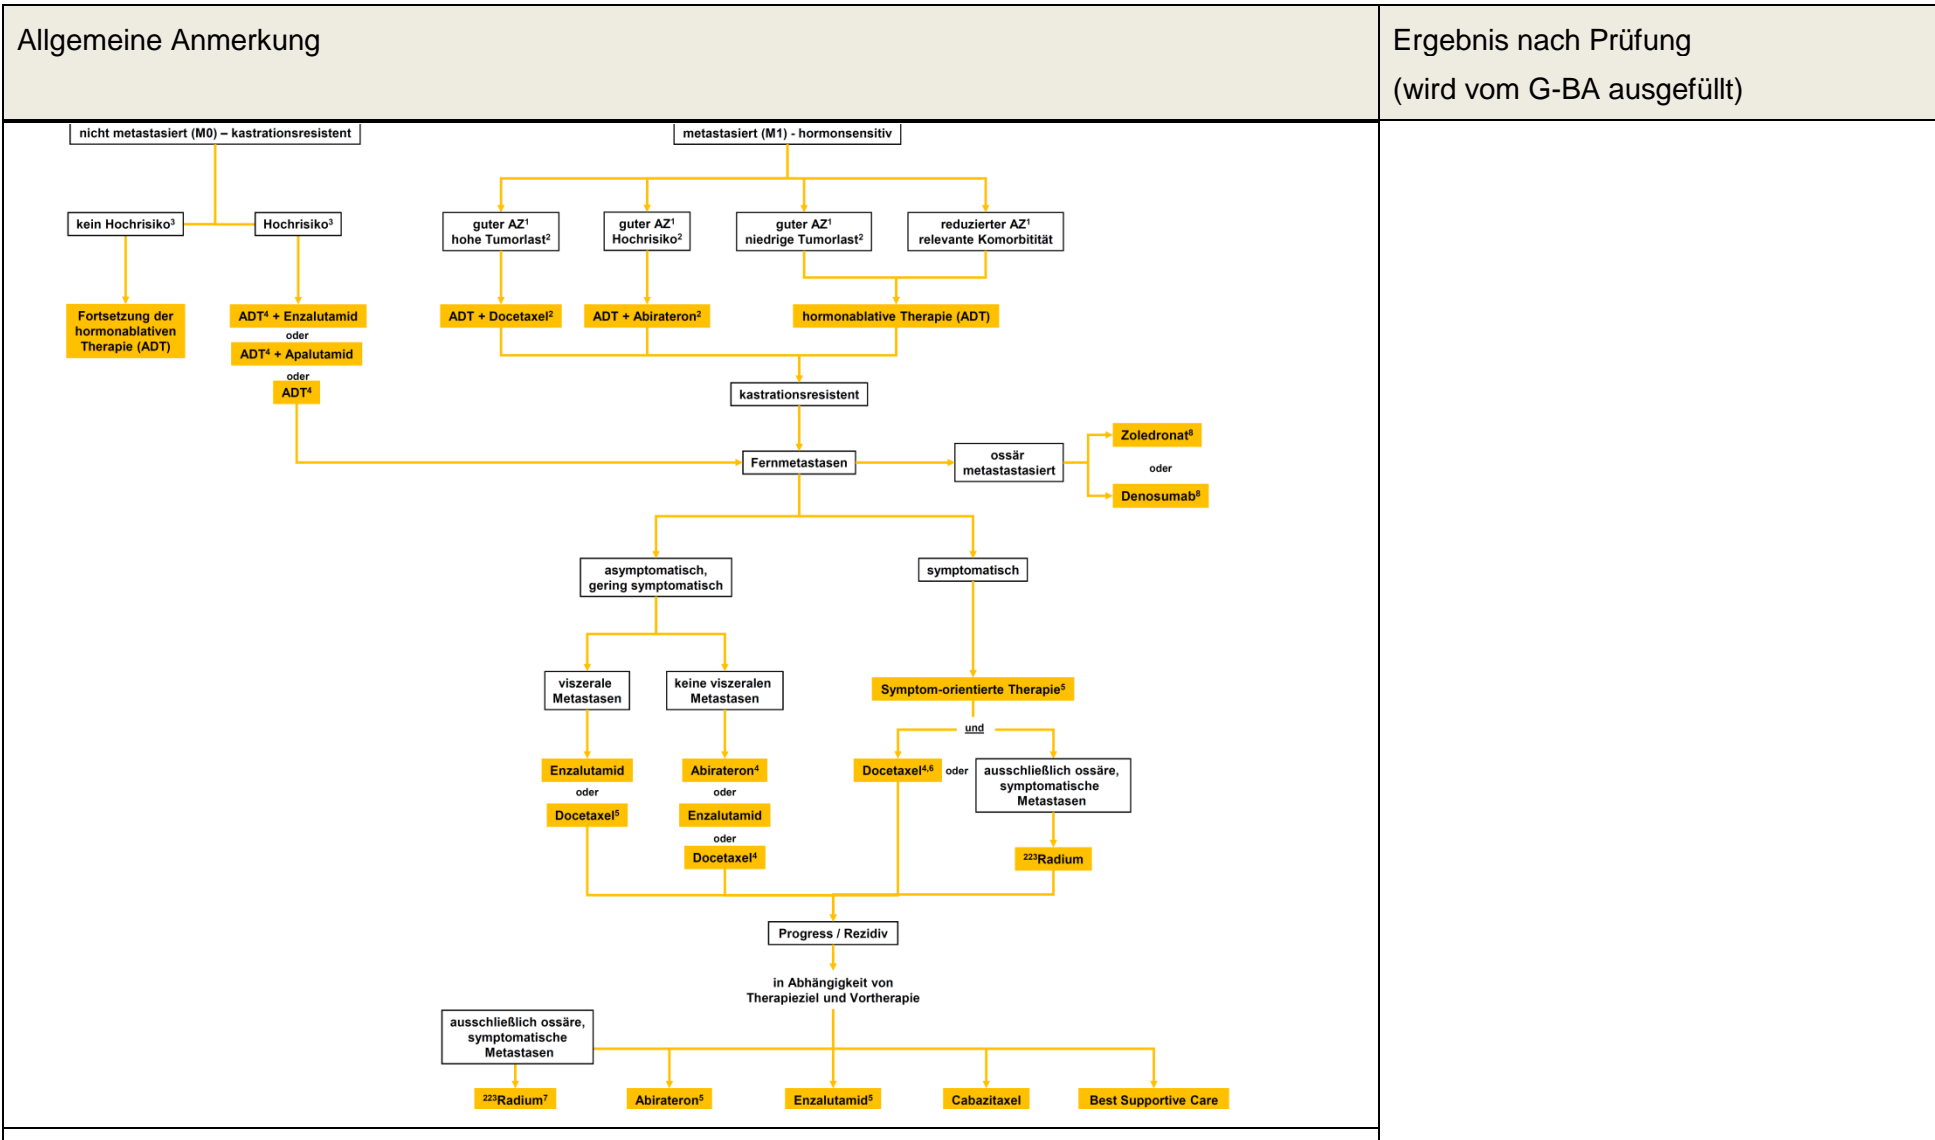 Allgemeine Anmerkung
Ergebnis nach Prüfung
(wird vom G-BA ausgefüllt)
nicht metastasiert (M0) – kastrationsresistent
metastasiert (M1) - hormonsensitiv
kein Hochrisiko³
Hochrisiko³
guter AZ¹
hohe Tumorlast²
guter AZ¹
Hochrisiko²
guter AZ¹
niedrige Tumorlast²
reduzierter AZ¹
relevante Komorbitität
Fortsetzung der
hormonablativen
Therapie (ADT)
ADT⁴ + Enzalutamid
oder
ADT⁴ + Apalutamid
oder
ADT⁴
ADT + Docetaxel²
ADT + Abirateron²
hormonablative Therapie (ADT)
kastrationsresistent
Fernmetastasen
ossär
metastastasiert
Zoledronat⁸
oder
Denosumab⁸
asymptomatisch,
gering symptomatisch
symptomatisch
viszerale
Metastasen
keine viszeralen
Metastasen
Symptom-orientierte Therapie⁵
und
Enzalutamid
oder
Docetaxel⁵
Abirateron⁴
oder
Enzalutamid
oder
Docetaxel⁴
Docetaxel⁴,⁶ oder
ausschließlich ossäre,
symptomatische
Metastasen
²²³Radium
Progress / Rezidiv
in Abhängigkeit von
Therapieziel und Vortherapie
ausschließlich ossäre,
symptomatische
Metastasen
²²³Radium⁷
Abirateron⁵
Enzalutamid⁵
Cabazitaxel
Best Supportive Care